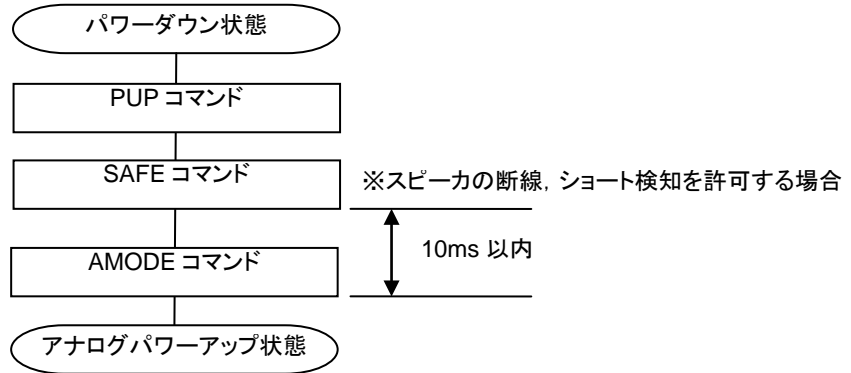 パワーダウン状態
PUP コマンド
SAFE コマンド
※スピーカの断線，ショート検知を許可する場合
10ms 以内
AMODE コマンド
アナログパワーアップ状態